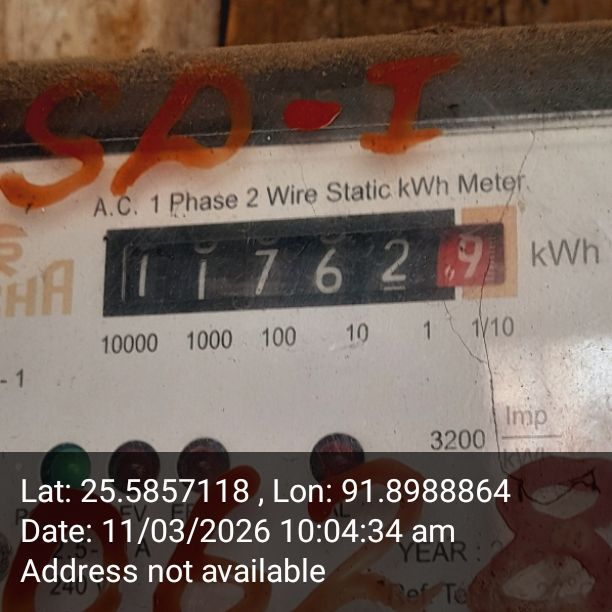 SD-I
A.C. 1 Phase 2 Wire Static kWh Meter
1 1 7 6 2 .9 kWh
10000 1000 100 10 1 1/10
- 1
3200 Imp
Lat: 25.5857118 , Lon: 91.8988864
Date: 11/03/2026 10:04:34 am
YEAR :
Address not available